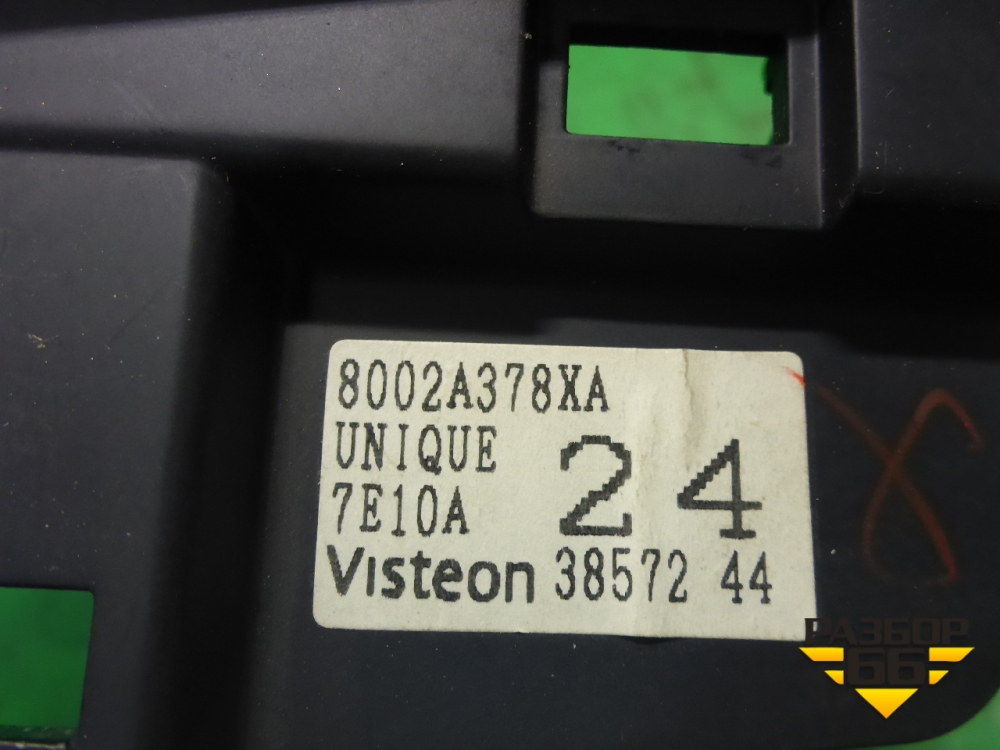 8002A378XA
UNIQUE
7E10A
24
Visteon 38572 44
РАЗБОР
66